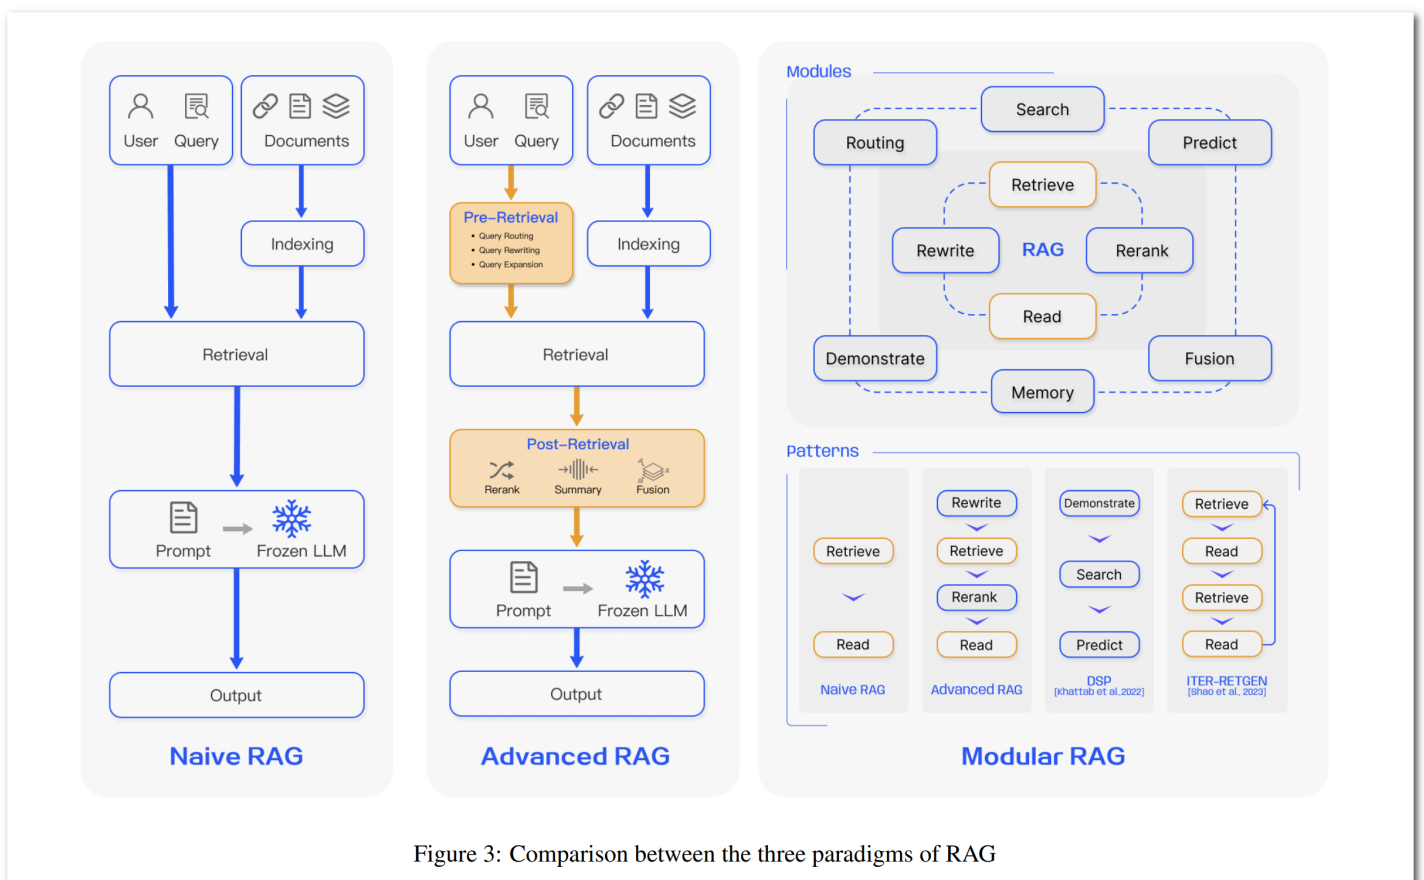 User Query
Documents
Indexing
Retrieval
Prompt
Frozen LLM
Output
Naive RAG
User Query
Documents
Pre-Retrieval
• Query Routing
• Query Rewriting
• Query Expansion
Indexing
Retrieval
Post-Retrieval
Rerank
Summary
Fusion
Prompt
Frozen LLM
Output
Advanced RAG
Modules
Search
Routing
Predict
Retrieve
Rewrite
RAG
Rerank
Read
Demonstrate
Fusion
Memory
Patterns
Retrieve
Read
Naive RAG
Rewrite
Retrieve
Rerank
Read
Advanced RAG
Demonstrate
Search
Predict
DSP
[Khattab et al.,2022]
Retrieve
Read
Retrieve
Read
ITER-RETGEN
[Shao et al., 2023]
Modular RAG
Figure 3: Comparison between the three paradigms of RAG